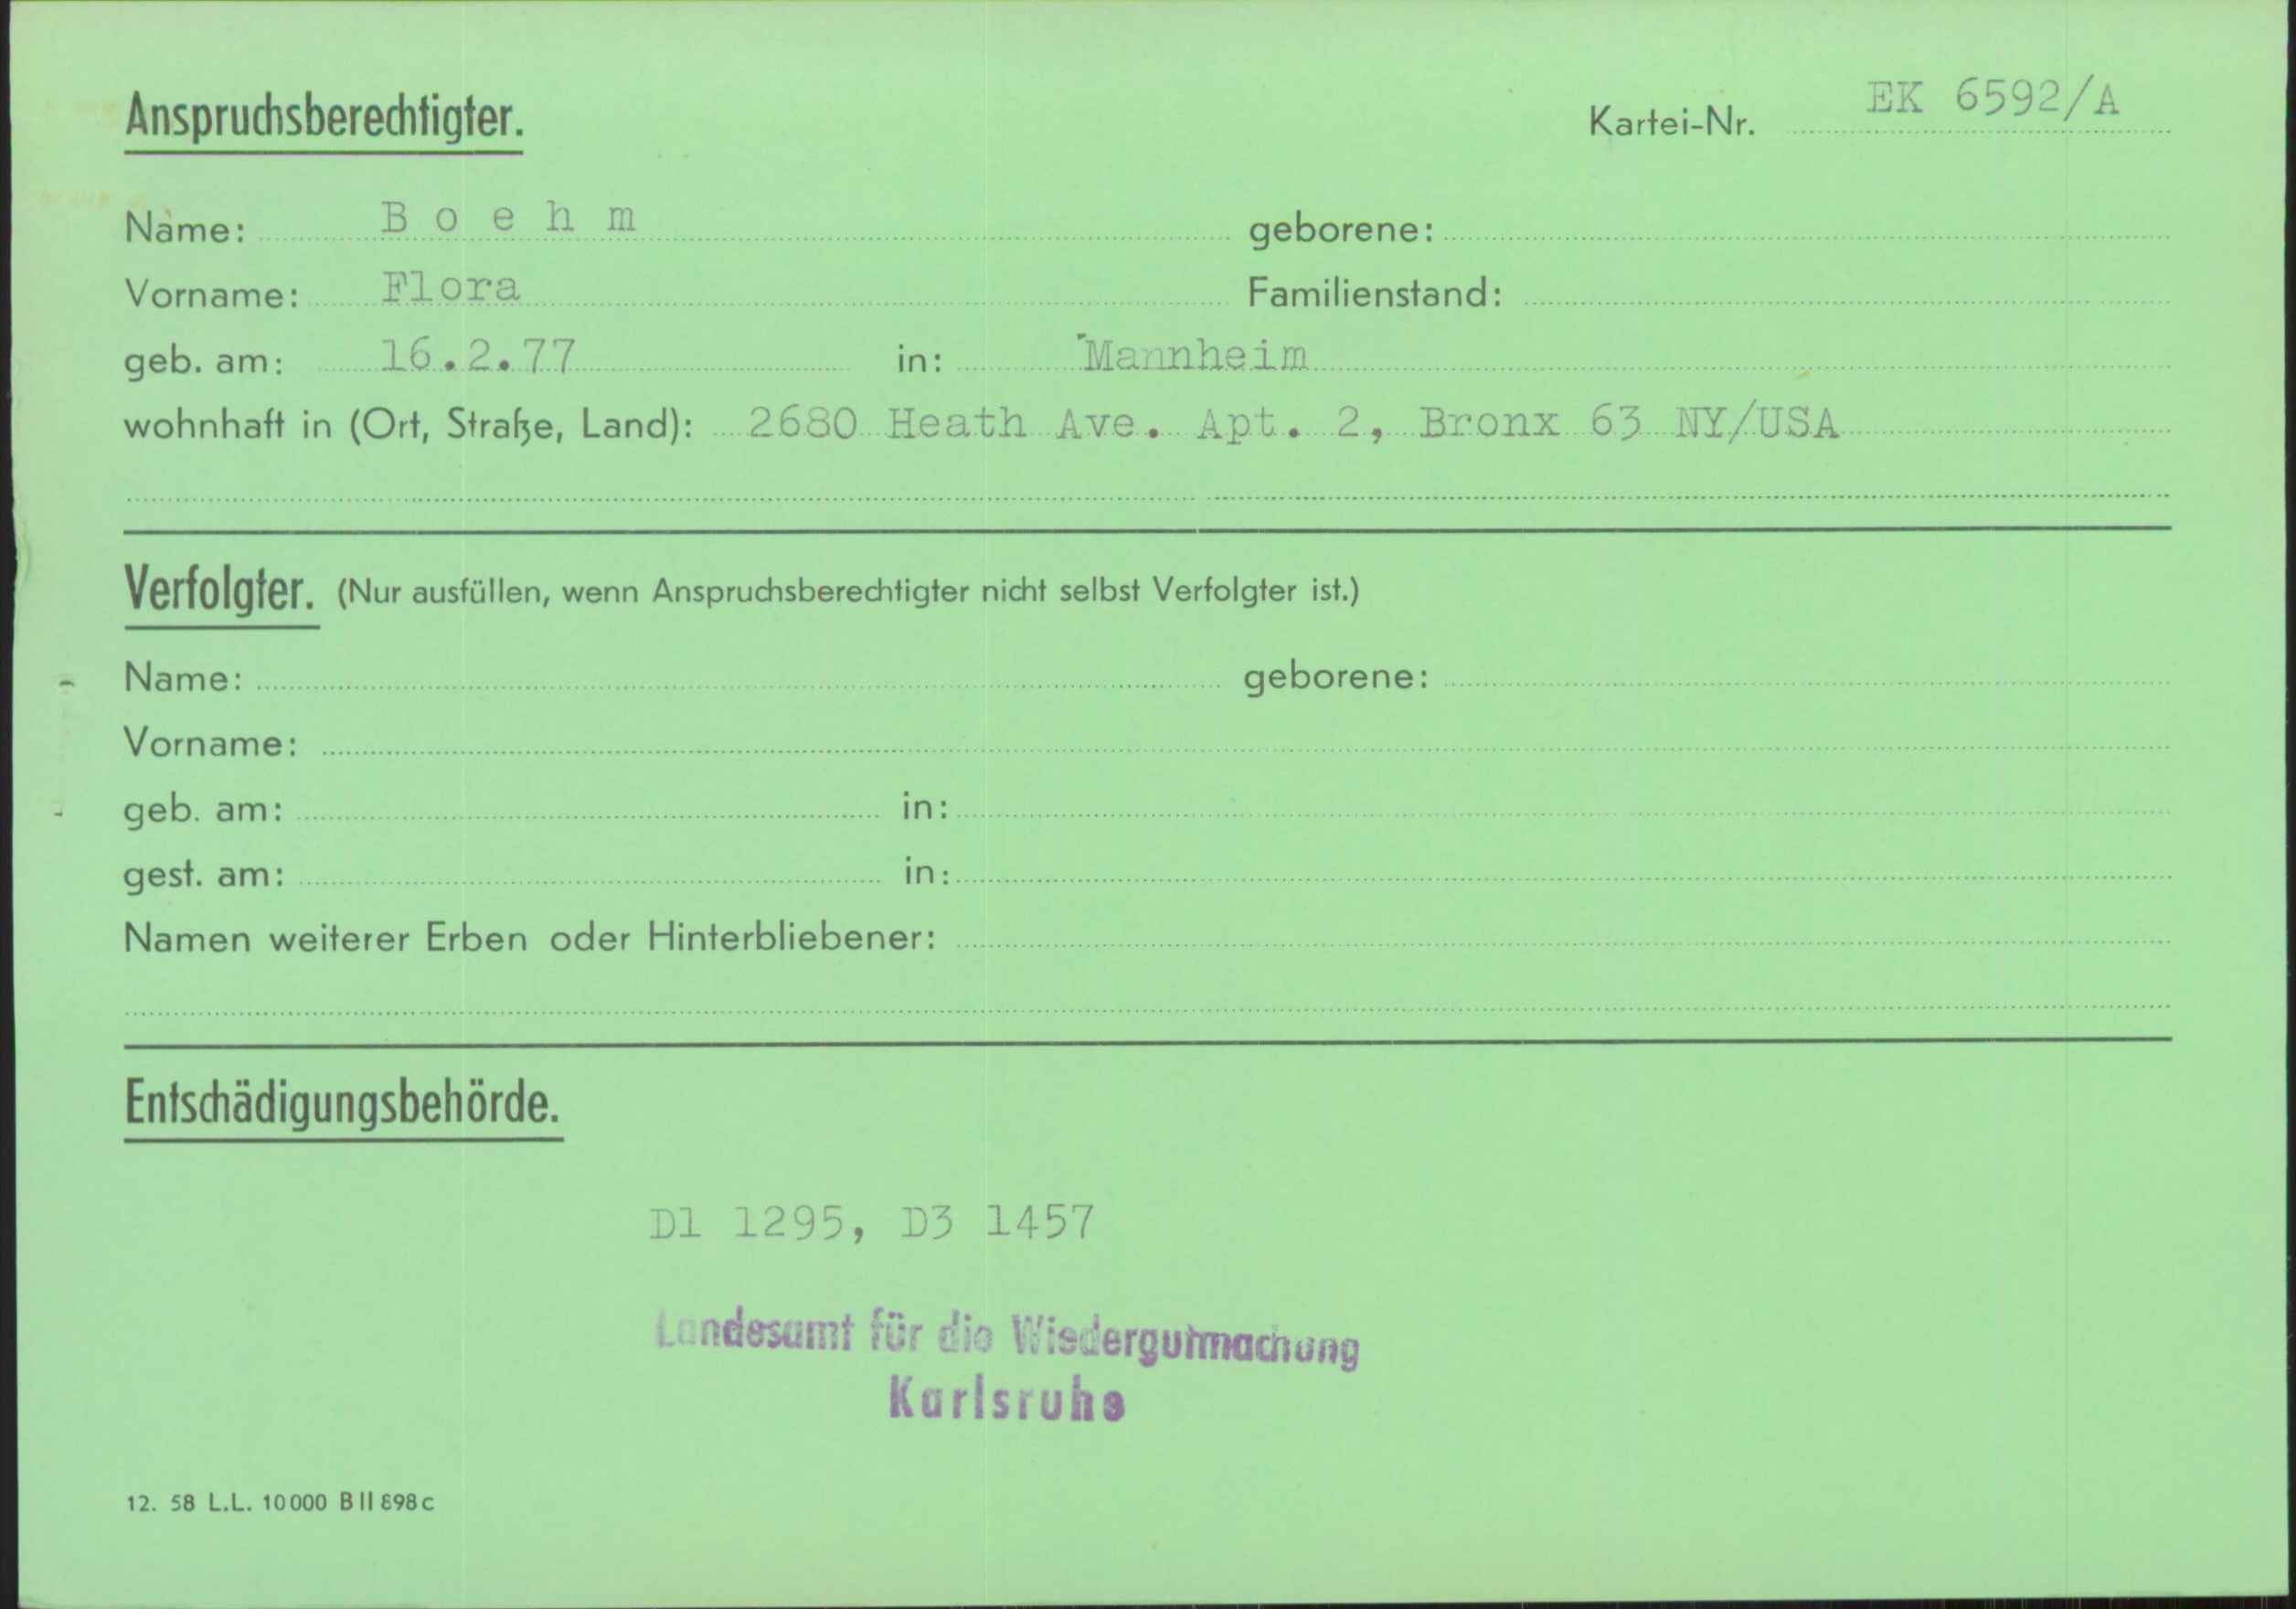 Anspruchsberechtigter.
Kartei-Nr. EK 6592/A
Name: B o e h m geborene:
Vorname: Flora Familienstand:
geb. am: 16.2.77 in: Mannheim
wohnhaft in (Ort, Straße, Land): 2680 Heath Ave. Apt. 2, Bronx 63 NY/USA
Verfolgter. (Nur ausfüllen, wenn Anspruchsberechtigter nicht selbst Verfolgter ist.)
Name: geborene:
Vorname:
geb. am: in:
gest. am: in:
Namen weiterer Erben oder Hinterbliebener:
Entschädigungsbehörde.
D1 1295, D3 1457
Landesamt für die Wiedergutmachung
Karlsruhe
12. 58 L.L. 10000 B II 898 c